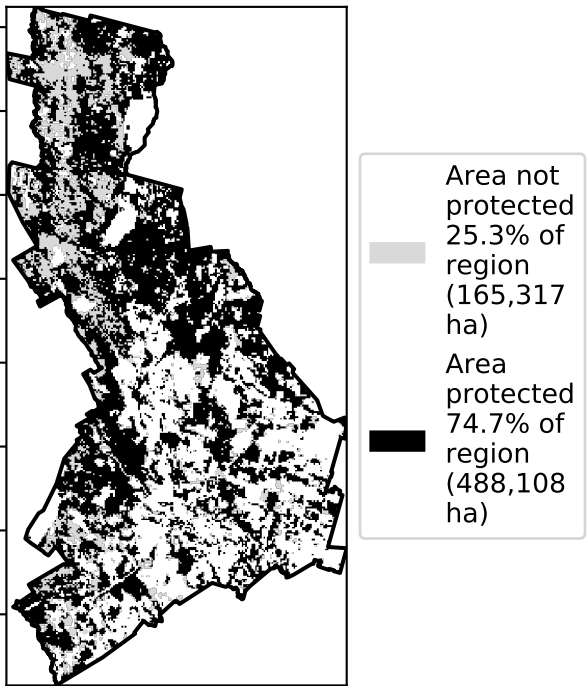 Area not
protected
25.3% of
region
(165,317
ha)
Area
protected
74.7% of
region
(488,108
ha)